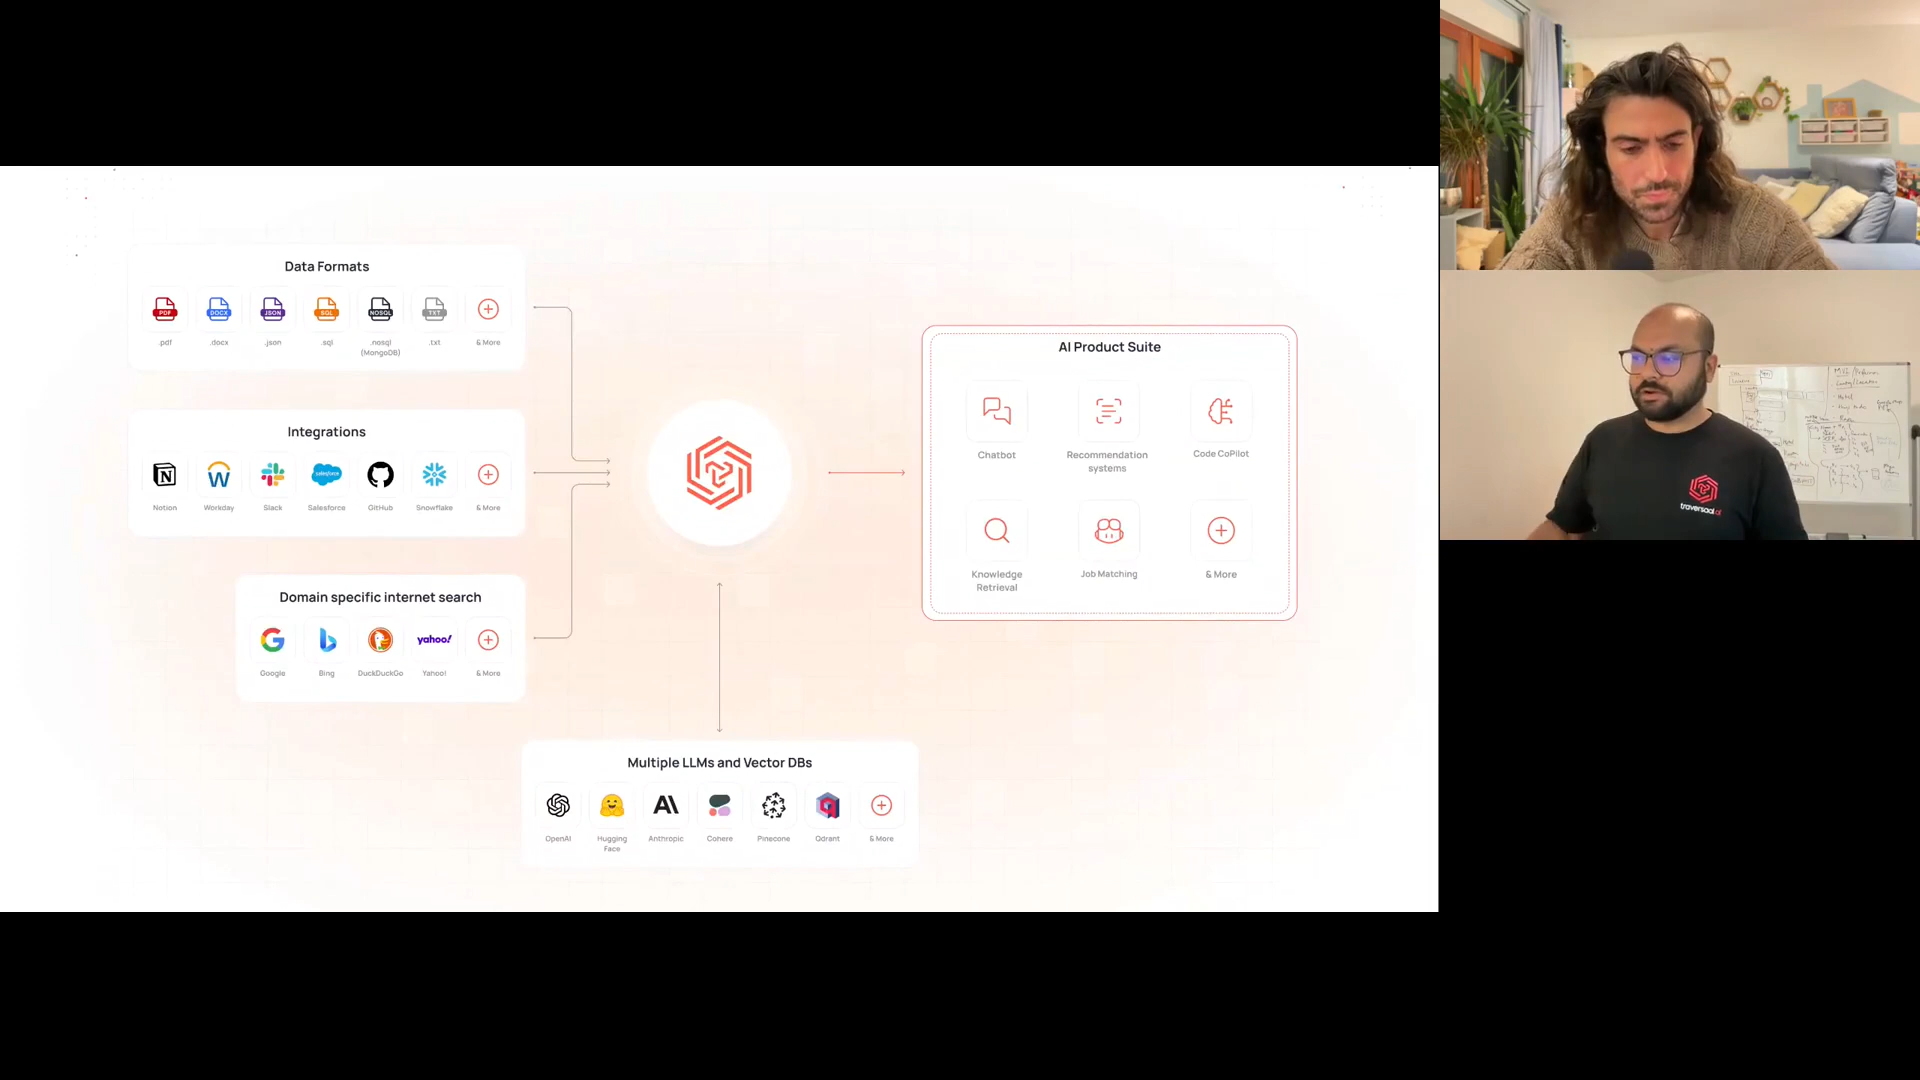 Data Formats
PDF
DOCX
JSON
SQL
NOSQL
TXT
.pdf
.docx
.json
.sql
.nosql
(MongoDB)
.txt
& More
Integrations
salesforce
Notion
Workday
Slack
Salesforce
GitHub
Snowflake
& More
Domain specific internet search
yahoo!
Google
Bing
DuckDuckGo
Yahoo!
& More
Multiple LLMs and Vector DBs
OpenAI
Hugging
Face
Anthropic
Cohere
Pinecone
Qdrant
& More
AI Product Suite
Chatbot
Recommendation
systems
Code CoPilot
Knowledge
Retrieval
Job Matching
& More
traversaal.ai